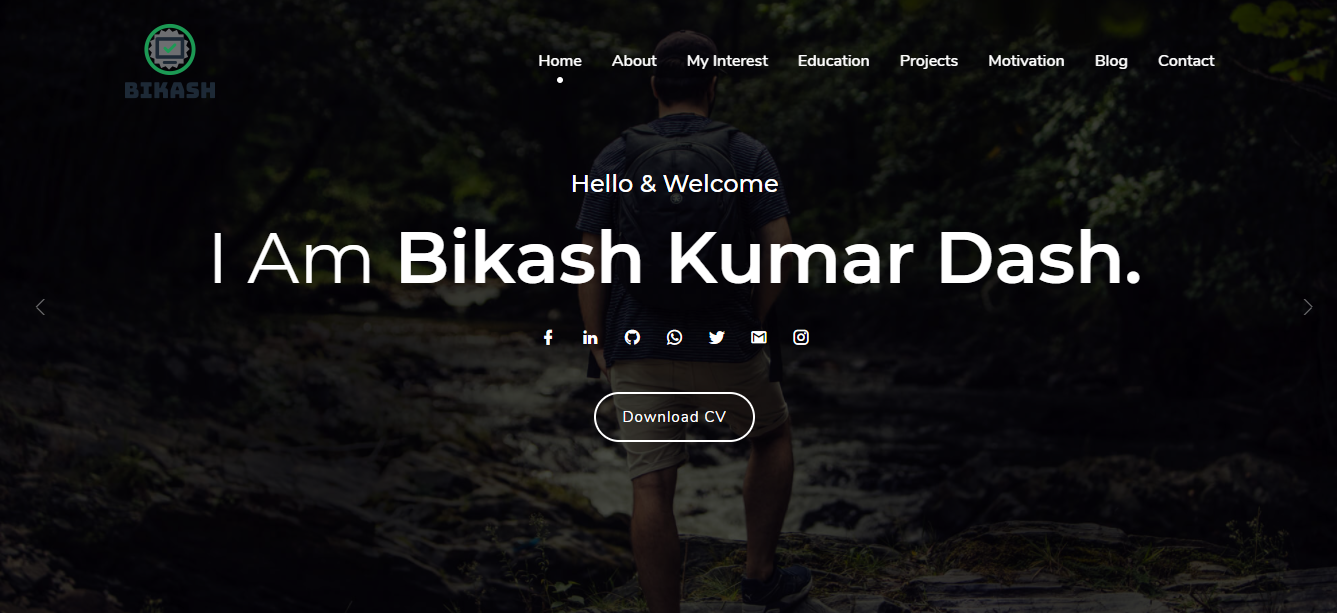 BIKASH
Home About My Interest Education Projects Motivation Blog Contact
Hello & Welcome
I Am Bikash Kumar Dash.
Download CV